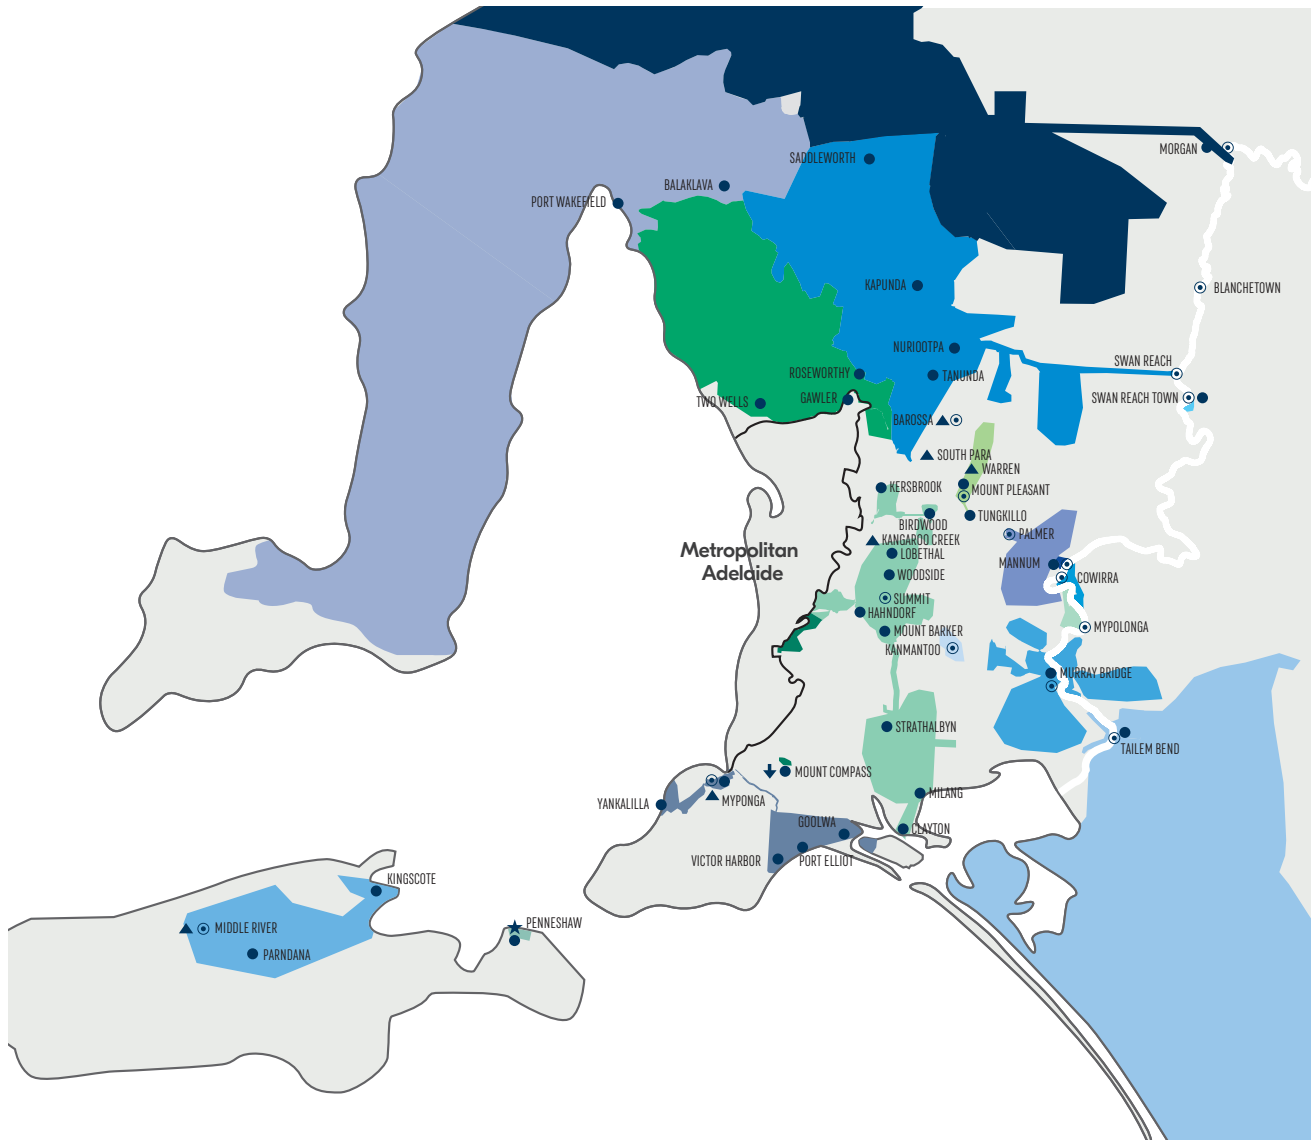 MORGAN
SADDLEWORTH
BALAKLAVA
PORT WAKEFIELD
KAPUNDA
BLANCHETOWN
NURIOOTPA
SWAN REACH
ROSEWORTHY
TANUNDA
TWO WELLS
GAWLER
SWAN REACH TOWN
BAROSSA
SOUTH PARA
WARREN
KERSBROOK
MOUNT PLEASANT
BIRDWOOD
TUNGKILLO
KANGAROO CREEK
PALMER
Metropolitan
Adelaide
LOBETHAL
MANNUM
WOODSIDE
COWIRRA
SUMMIT
HAHNDORF
MOUNT BARKER
MYPOLONGA
KANMANTOO
MURRAY BRIDGE
STRATHALBYN
TAILEM BEND
MOUNT COMPASS
YANKALILLA
MYPONGA
MILANG
GOOLWA
CLAYTON
VICTOR HARBOR
PORT ELLIOT
KINGSCOTE
PENNESHAW
MIDDLE RIVER
PARNDANA